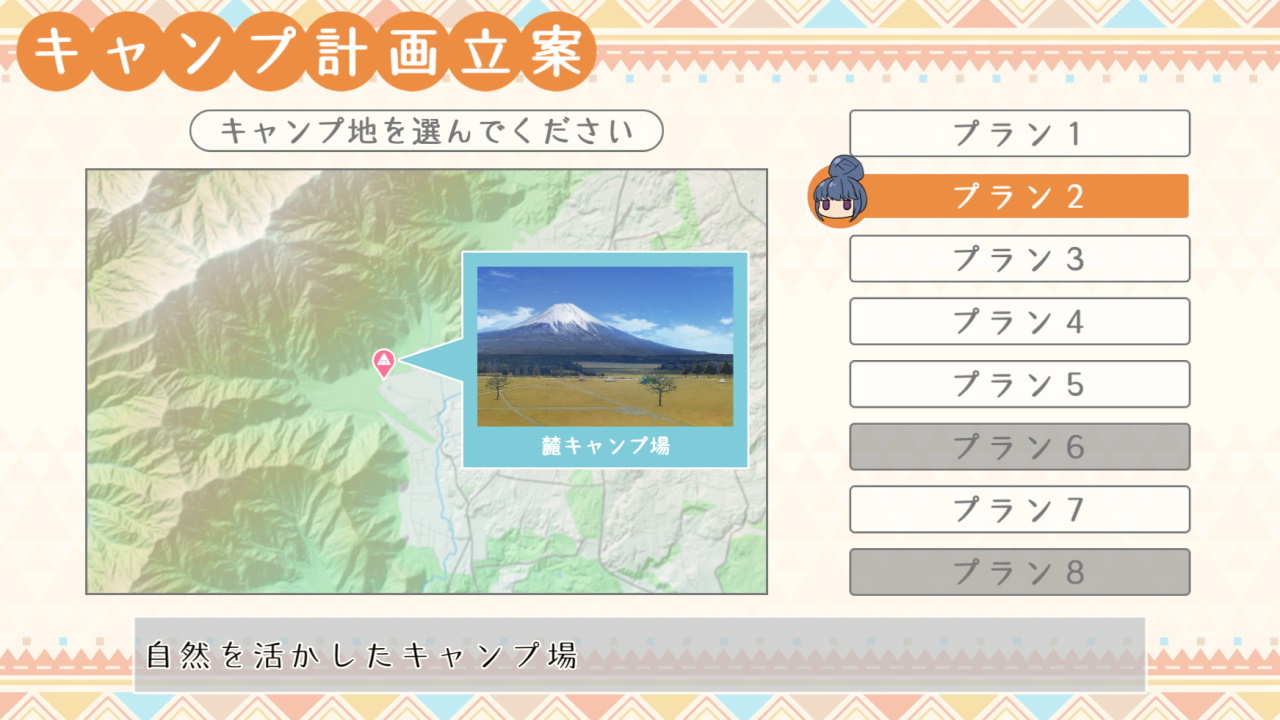 キャンプ計画立案
キャンプ地を選んでください
麓キャンプ場
プラン1
プラン2
プラン3
プラン4
プラン5
プラン6
プラン7
プラン8
自然を活かしたキャンプ場